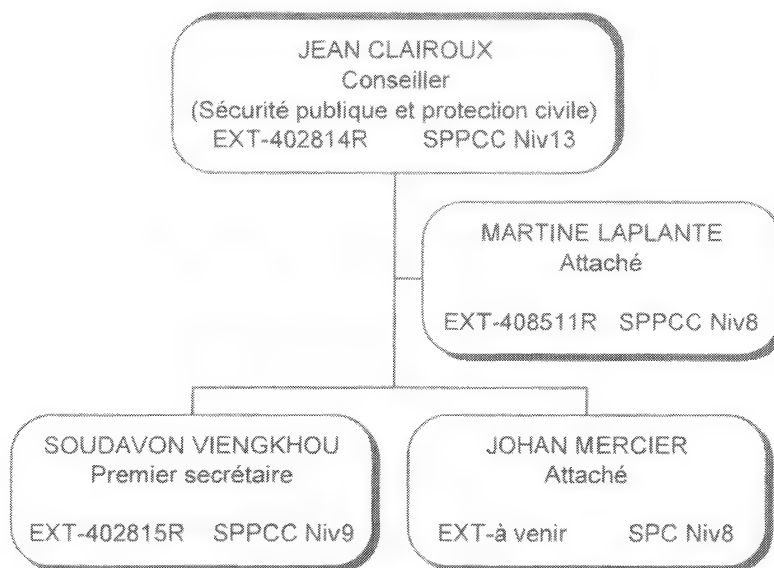 JEAN CLAIROUX
Conseiller
(Sécurité publique et protection civile)
EXT-402814R SPPCC Niv13
MARTINE LAPLANTE
Attaché
EXT-408511R SPPCC Niv8
SOUDAVON VIENGKHOU
Premier secrétaire
EXT-402815R SPPCC Niv9
JOHAN MERCIER
Attaché
EXT-à venir SPC Niv8